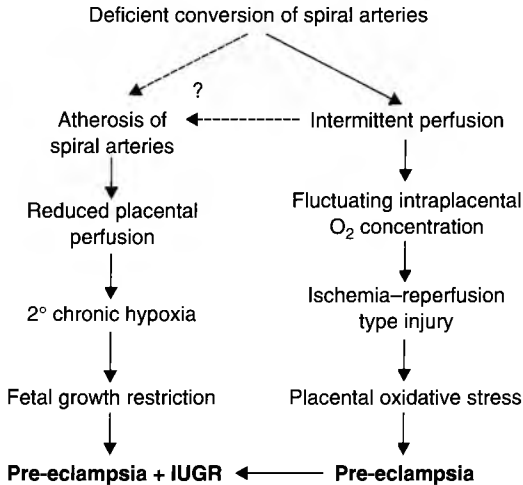 Deficient conversion of spiral arteries
?
Atherosis of
spiral arteries
Intermittent perfusion
Reduced placental
perfusion
Fluctuating intraplacental
O₂ concentration
2° chronic hypoxia
Ischemia–reperfusion
type injury
Fetal growth restriction
Placental oxidative stress
Pre-eclampsia + IUGR
Pre-eclampsia